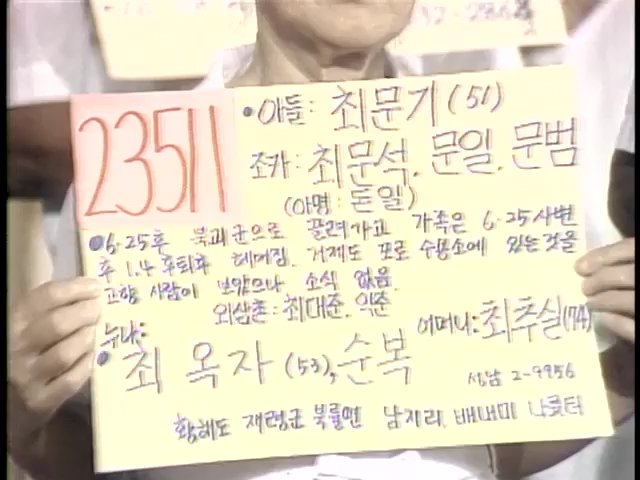 23511
●아들: 최문기(51)
조카: 최문석, 문일, 문범
(아명: 돈일)
●6·25후 북괴군으로 끌려가고 가족은 6·25사변
후 1.4 후퇴후 헤어짐. 거제도 포로 수용소에 있는것을
고향 사람이 보았으나 소식 없음.
외삼촌: 최대준, 익준
어머니: 최추실(74)
●누나:
최옥자(53), 순복
성남 2-9956
황해도 재령군 북률면 남지리, 배내미 나룻터